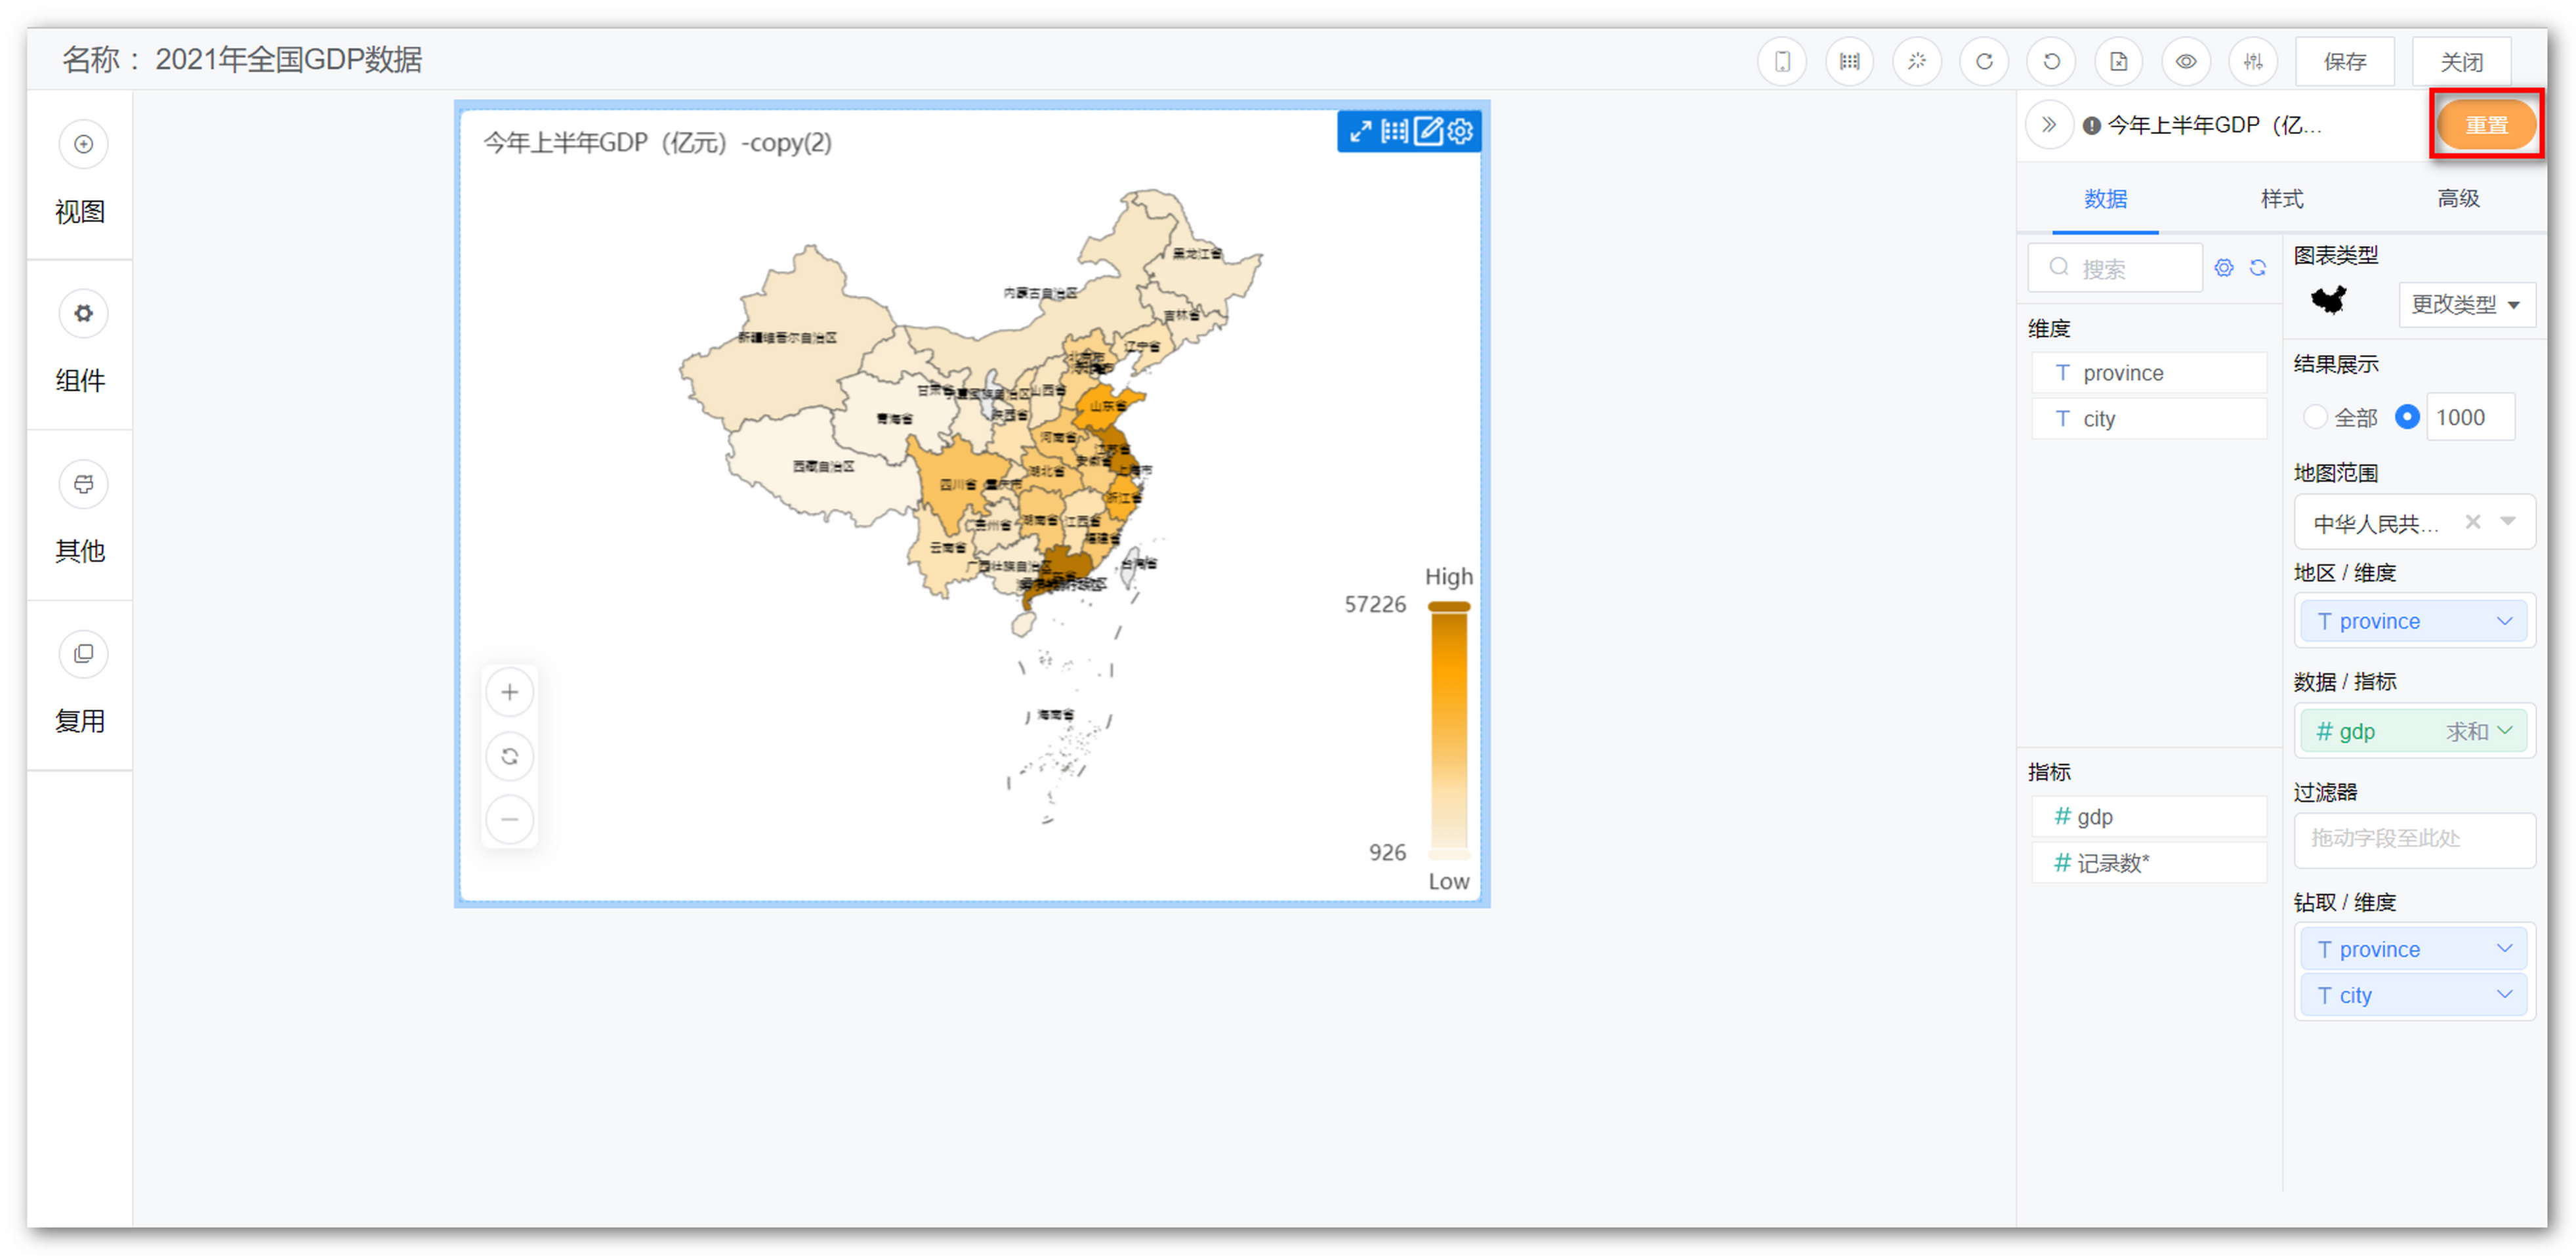 名称： 2021年全国GDP数据
保存
关闭
视图
组件
其他
复用
今年上半年GDP（亿元）-copy(2)
黑龙江省
内蒙古自治区
吉林省
新疆维吾尔自治区
辽宁省
北京市
甘肃省
山西省
陕西省
山东省
青海省
河南省
江苏省
西藏自治区
安徽省
上海市
湖北省
四川省
重庆市
浙江省
贵州省
湖南省
江西省
福建省
云南省
广西壮族自治区
台湾省
海南省
High
57226
926
Low
今年上半年GDP（亿...
重置
数据
样式
高级
搜索
维度
T province
T city
指标
# gdp
# 记录数*
图表类型
更改类型
结果展示
全部
1000
地图范围
中华人民共...
地区 / 维度
T province
数据 / 指标
# gdp 求和
过滤器
拖动字段至此处
钻取 / 维度
T province
T city